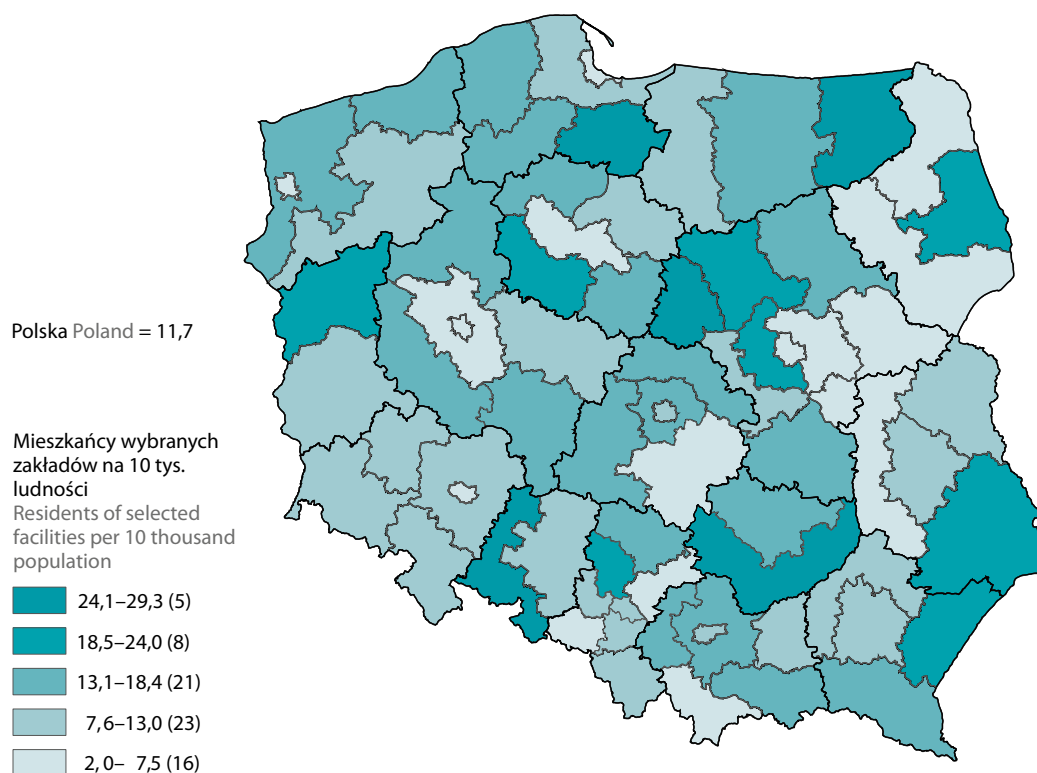 Polska Poland = 11,7
Mieszkańcy wybranych
zakładów na 10 tys.
ludności
Residents of selected
facilities per 10 thousand
population
24,1–29,3 (5)
18,5–24,0 (8)
13,1–18,4 (21)
7,6–13,0 (23)
2, 0– 7,5 (16)